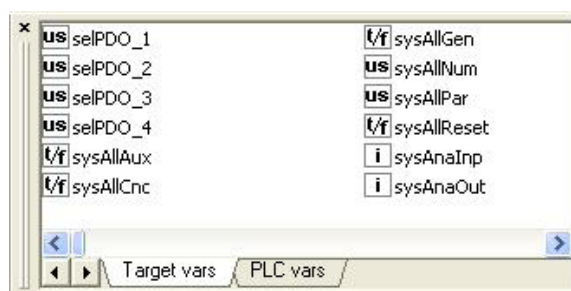 us selPDO_1
us selPDO_2
us selPDO_3
us selPDO_4
t/f sysAllAux
t/f sysAllCnc
t/f sysAllGen
us sysAllNum
us sysAllPar
t/f sysAllReset
i sysAnaInp
i sysAnaOut
Target vars PLC vars